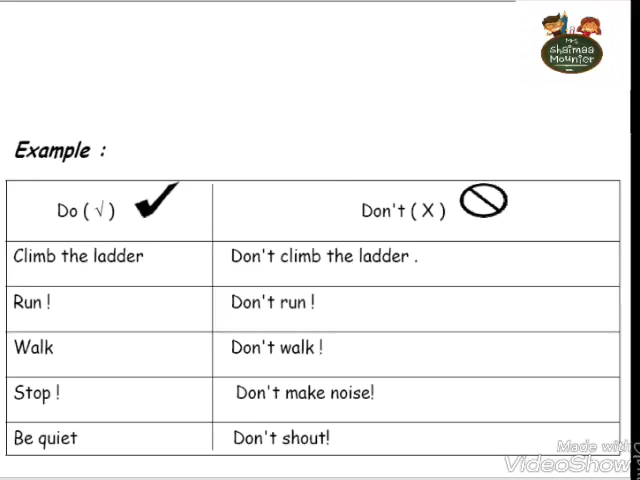 Mrs
Shaimaa
Mounier
Example :
Do ( √ ) Don't ( X )
Climb the ladder Don't climb the ladder .
Run ! Don't run !
Walk Don't walk !
Stop ! Don't make noise!
Be quiet Don't shout!
Made with
VideoShow